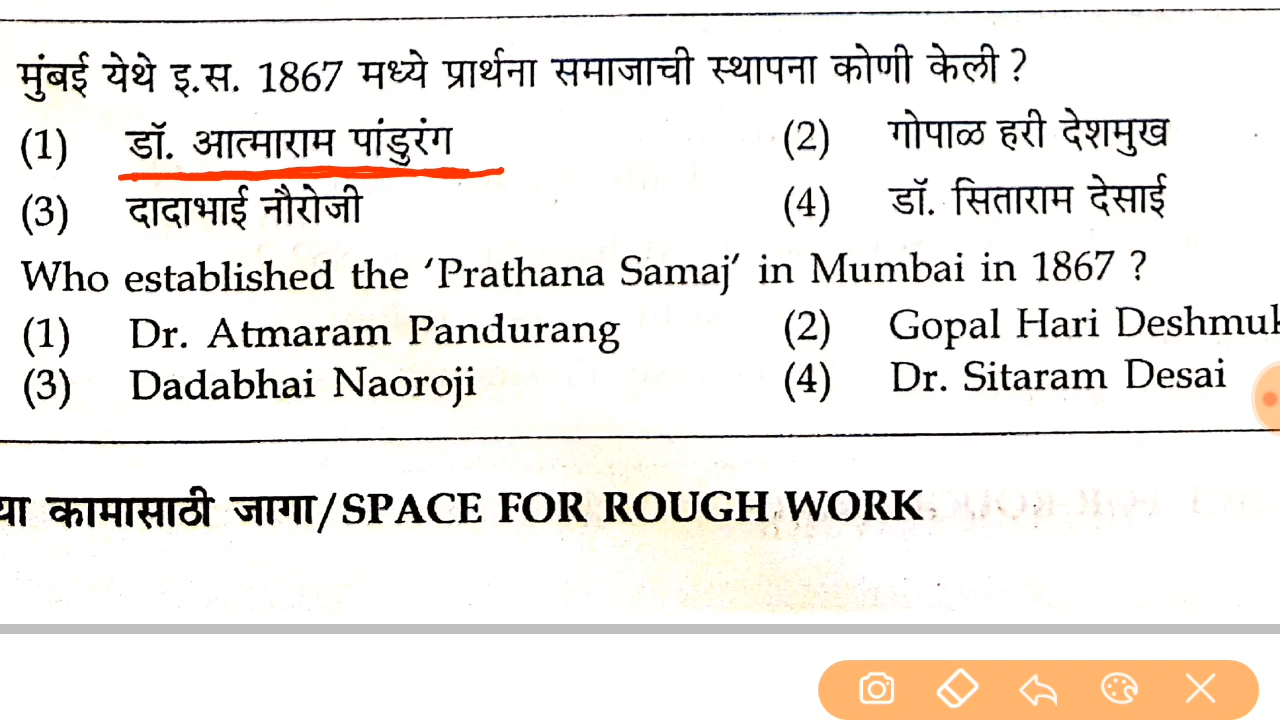 मुंबई येथे इ.स. 1867 मध्ये प्रार्थना समाजाची स्थापना कोणी केली ?
(1) डॉ. आत्माराम पांडुरंग (2) गोपाळ हरी देशमुख
(3) दादाभाई नौरोजी (4) डॉ. सिताराम देसाई
Who established the ‘Prathana Samaj’ in Mumbai in 1867 ?
(1) Dr. Atmaram Pandurang (2) Gopal Hari Deshmuk
(3) Dadabhai Naoroji (4) Dr. Sitaram Desai
या कामासाठी जागा/SPACE FOR ROUGH WORK